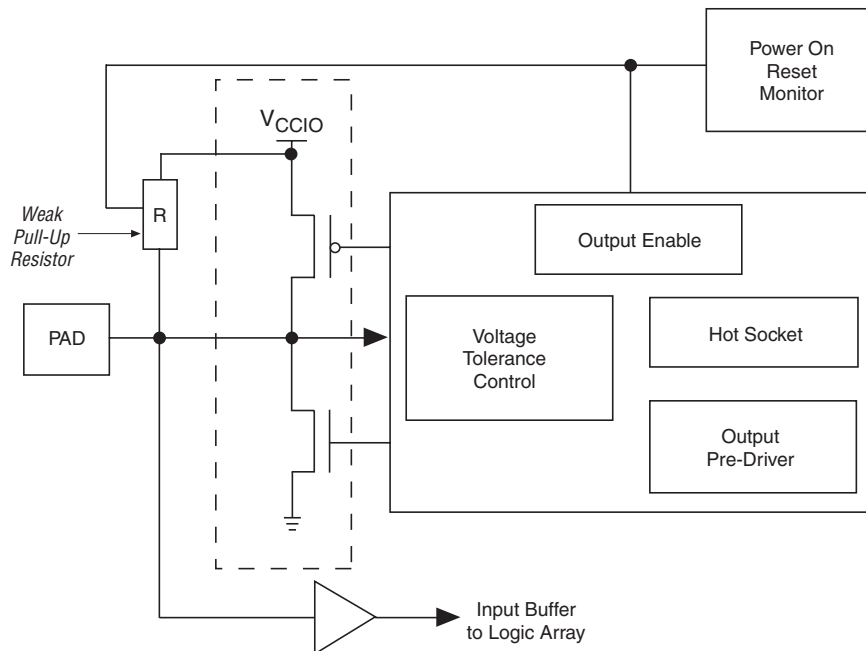 Power On
Reset
Monitor
VCCIO
R
Weak
Pull-Up
Resistor
Output Enable
PAD
Voltage
Tolerance
Control
Hot Socket
Output
Pre-Driver
Input Buffer
to Logic Array